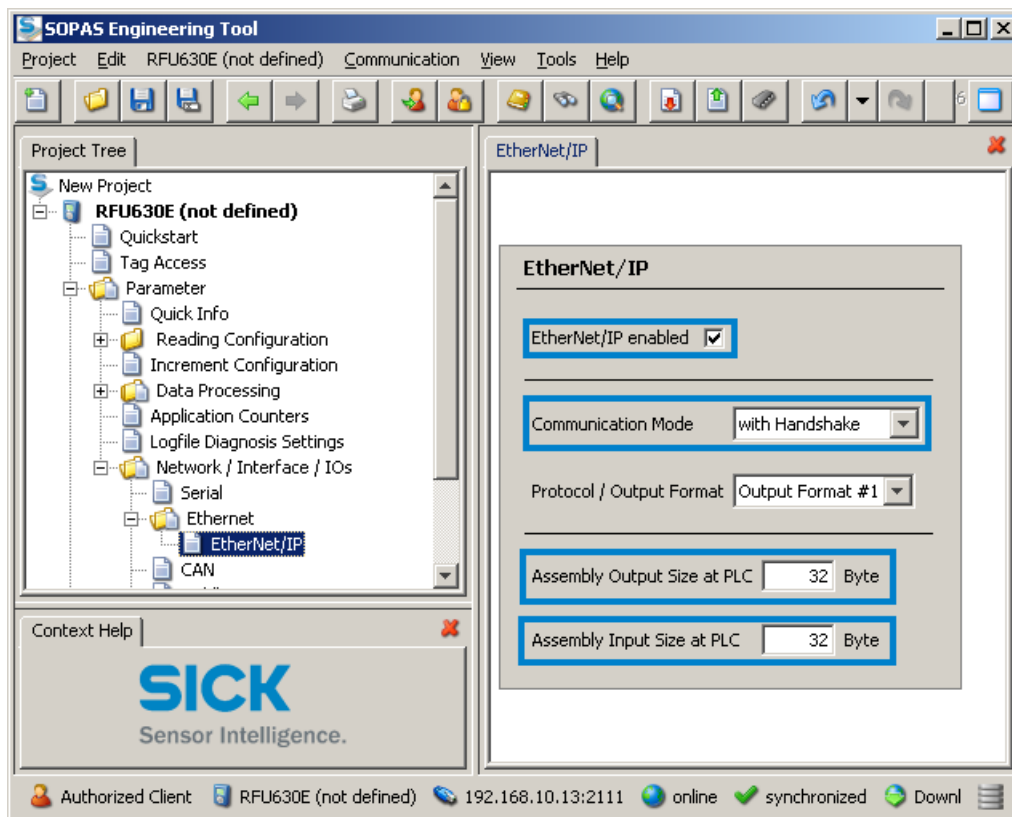 SOPAS Engineering Tool
Project Edit RFU630E (not defined) Communication View Tools Help
6
Project Tree
New Project
RFU630E (not defined)
Quickstart
Tag Access
Parameter
Quick Info
Reading Configuration
Increment Configuration
Data Processing
Application Counters
Logfile Diagnosis Settings
Network / Interface / IOs
Serial
Ethernet
EtherNet/IP
CAN
Context Help
SICK
Sensor Intelligence.
EtherNet/IP
EtherNet/IP
EtherNet/IP enabled
Communication Mode with Handshake
Protocol / Output Format Output Format #1
Assembly Output Size at PLC 32 Byte
Assembly Input Size at PLC 32 Byte
Authorized Client RFU630E (not defined) 192.168.10.13:2111 online synchronized Downl